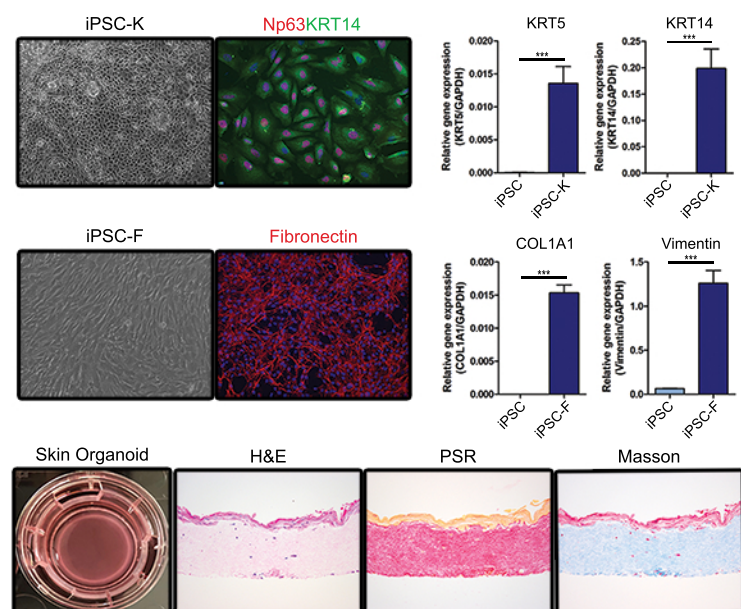 iPSC-K
Np63KRT14
KRT5
KRT14
Relative gene expression
(KRT5/GAPDH)
0.020
0.015
0.010
0.005
0.000
***
iPSC
iPSC-K
Relative gene expression
(KRT14/GAPDH)
0.25
0.20
0.15
0.10
0.05
0.00
***
iPSC
iPSC-K
iPSC-F
Fibronectin
COL1A1
Vimentin
Relative gene expression
(COL1A1/GAPDH)
0.020
0.015
0.010
0.005
0.000
***
iPSC
iPSC-F
Relative gene expression
(Vimentin/GAPDH)
1.5
1.0
0.5
0.0
***
iPSC
iPSC-F
Skin Organoid
H&E
PSR
Masson